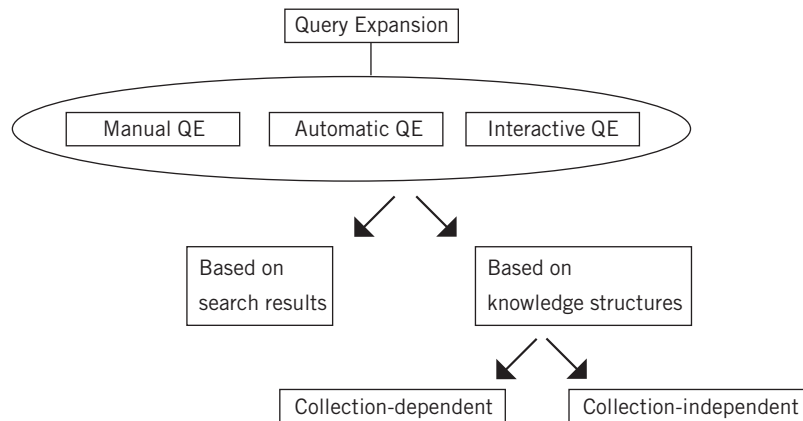 Query Expansion
Manual QE
Automatic QE
Interactive QE
Based on
search results
Based on
knowledge structures
Collection-dependent
Collection-independent